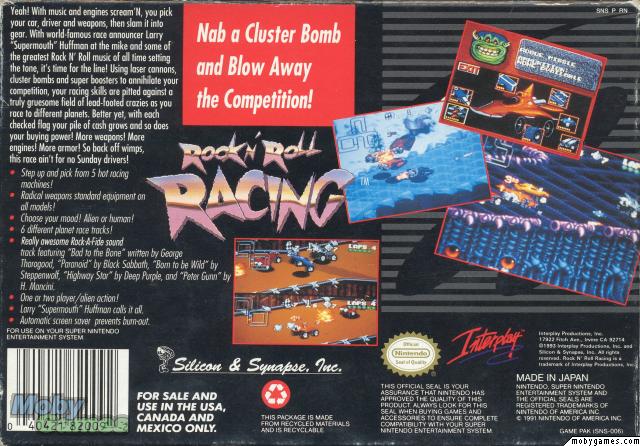 Yeah! With music and engines scream'N, you pick
your car, driver and weapons, then slam it into
gear. With world-famous race announcer Larry
"Supermouth" Huffman at the mike and some of
the greatest Rock N' Roll music of all time setting
the tone, it's time for the line! Using laser cannons,
cluster bombs and super boosters to annihilate your
competition, your racing skills are pitted against a
truly gruesome field of lead-footed crazies as you
race to different planets. Better yet, with each
checked flag your pile of cash grows and so does
your buying power! More weapons! More
engines! More armor! So back off wimps,
this race ain't for no Sunday drivers!
• Step up and pick from 5 hot racing
machines!
• Radical weapons standard equipment on
all models!
• Choose your mood! Alien or human!
• 6 different planet race tracks!
• Really awesome Rock-A-Fide sound
track featuring "Bad to the Bone" written by George
Thorogood, "Paranoid" by Black Sabbath, "Born to be Wild" by
Steppenwolf, "Highway Star" by Deep Purple, and "Peter Gunn" by
H. Mancini.
• One or two player/alien action!
• Larry "Supermouth" Huffman calls it all.
• Automatic screen saver prevents burn-out.
FOR USE ON YOUR SUPER NINTENDO
ENTERTAINMENT SYSTEM
Nab a Cluster Bomb
and Blow Away
the Competition!
ROCK N' ROLL
RACING
TM
SNS P RN
EXIT
LAPS 4
LAPS 4
Silicon & Synapse, Inc.
FOR SALE AND
USE IN THE USA,
CANADA AND
MEXICO ONLY.
THIS PACKAGE IS
MADE FROM
RECYCLED MATERIALS
AND IS RECYCLABLE
Official
Nintendo
Seal of Quality
THIS OFFICIAL SEAL IS YOUR
ASSURANCE THAT NINTENDO HAS
APPROVED THE QUALITY OF THIS
PRODUCT. ALWAYS LOOK FOR THIS
SEAL WHEN BUYING GAMES AND
ACCESSORIES TO ENSURE COMPLETE
COMPATIBILITY WITH YOUR SUPER
NINTENDO ENTERTAINMENT SYSTEM.
Interplay
Interplay Productions, Inc.
17922 Fitch Ave., Irvine CA 92714
©1993 Interplay Productions, Inc. and
Silicon & Synapse, Inc. All rights
reserved. Rock N' Roll Racing is a
trademark of Interplay Productions, Inc.
MADE IN JAPAN
NINTENDO, SUPER NINTENDO
ENTERTAINMENT SYSTEM AND
THE OFFICIAL SEALS ARE
REGISTERED TRADEMARKS OF
NINTENDO OF AMERICA INC.
© 1991 NINTENDO OF AMERICA INC.
GAME PAK (SNS-006)
Moby
0 40421 82009
mobygames.com